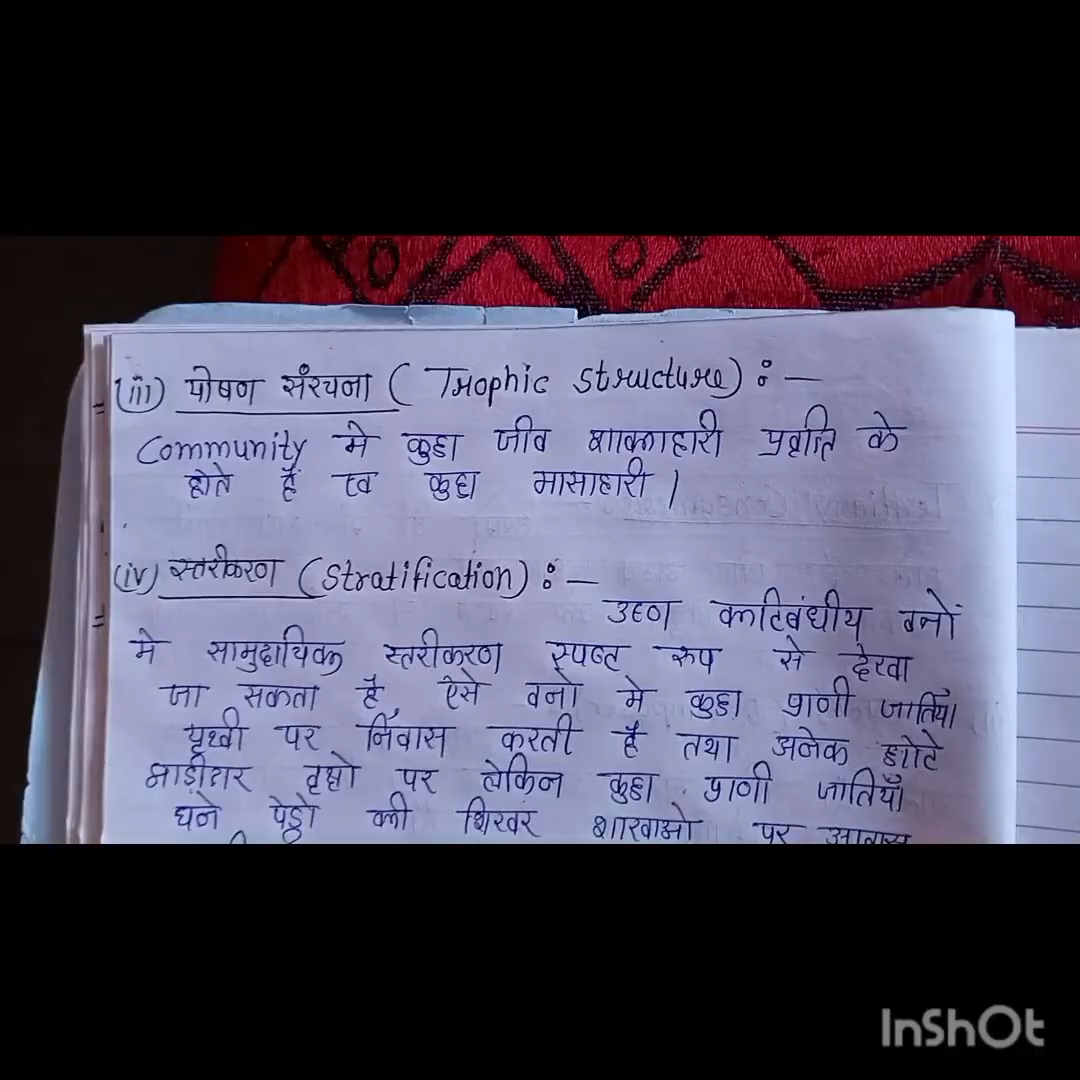 (iii) पोषण संरचना ( Trophic structure) : —
Community मे कुछ जीव शाकाहारी प्रवृत्ति के
होते हैं एवं कुछ मासाहारी |
(iv) स्तरीकरण (Stratification) : —
उष्ण कटिबंधीय वनों
मे सामुदायिक स्तरीकरण स्पष्ट रूप से देखा
जा सकता है, ऐसे वनो मे कुछ प्राणी जातियाँ
पृथ्वी पर निवास करती है तथा अनेक छोटे
झाड़ीदार वृक्षो पर लेकिन कुछ प्राणी जातियाँ
घने पेड़ो की शिखर शाखाओ पर आवास
InShOt